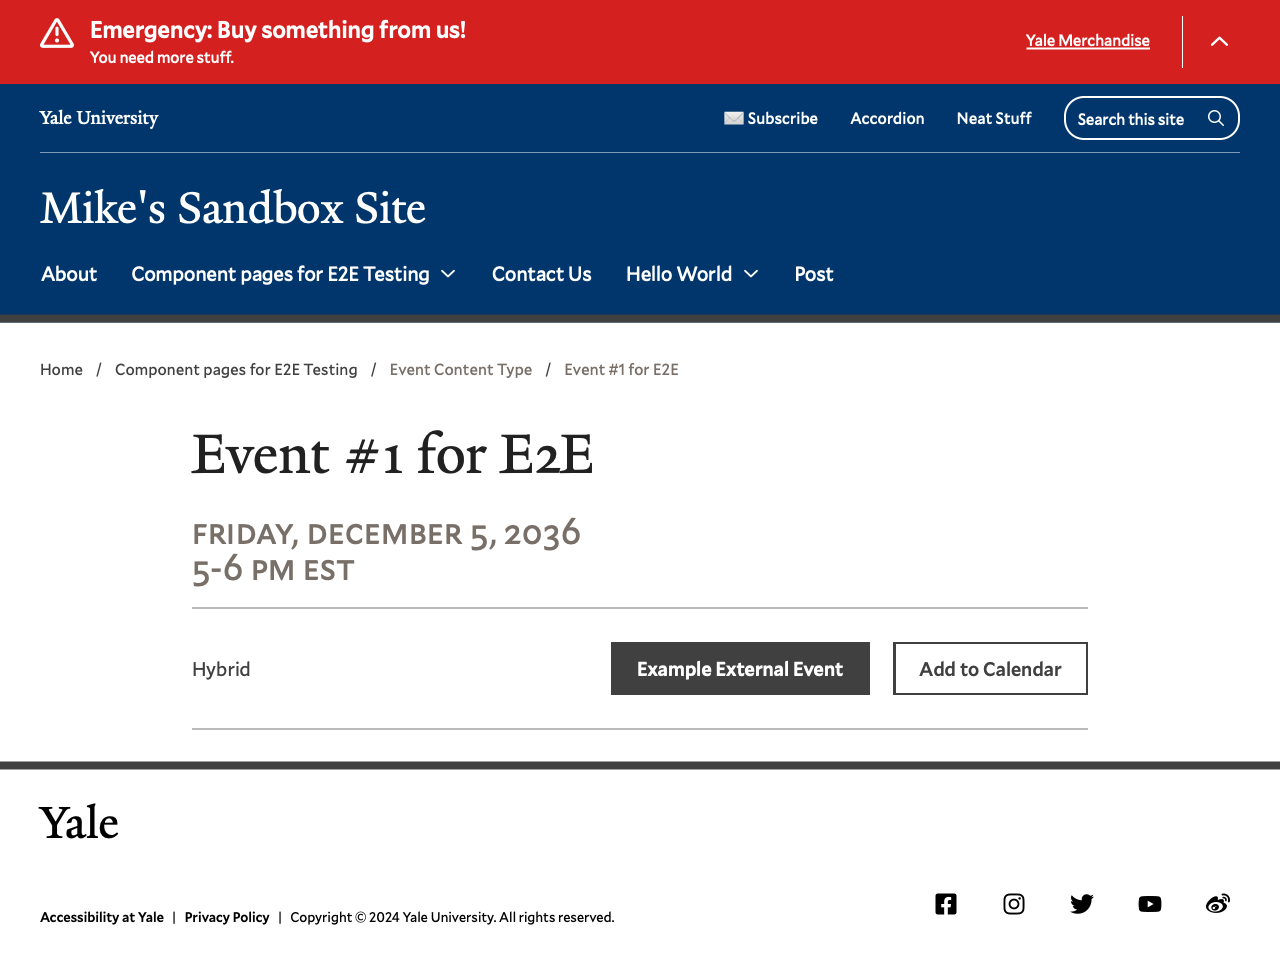 Emergency: Buy something from us!
You need more stuff.
Yale Merchandise
Yale University
Subscribe
Accordion
Neat Stuff
Search this site
Mike's Sandbox Site
About
Component pages for E2E Testing
Contact Us
Hello World
Post
Home / Component pages for E2E Testing / Event Content Type / Event #1 for E2E
Event #1 for E2E
FRIDAY, DECEMBER 5, 2036
5-6 PM EST
Hybrid
Example External Event
Add to Calendar
Yale
Accessibility at Yale | Privacy Policy | Copyright © 2024 Yale University. All rights reserved.